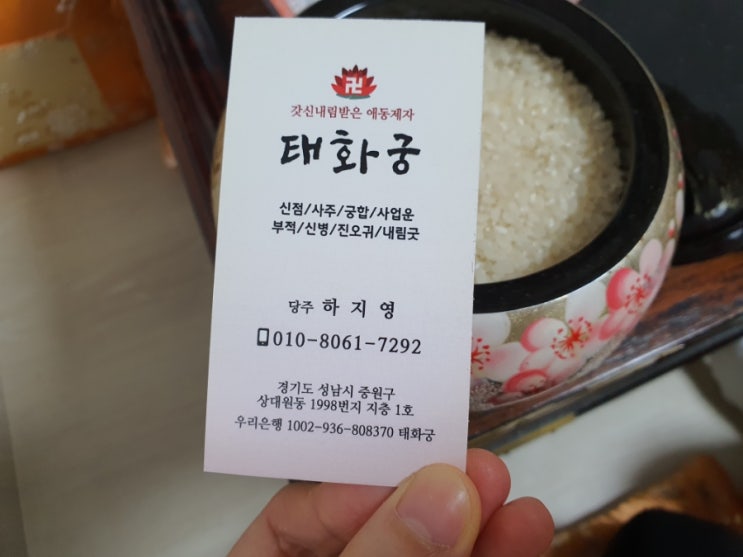 卍
갓신내림받은 애동제자
태화궁
신점/사주/궁합/사업운
부적/신병/진오귀/내림굿
당주 하지영
010-8061-7292
경기도 성남시 중원구
상대원동 1998번지 지층 1호
우리은행 1002-936-808370 태화궁